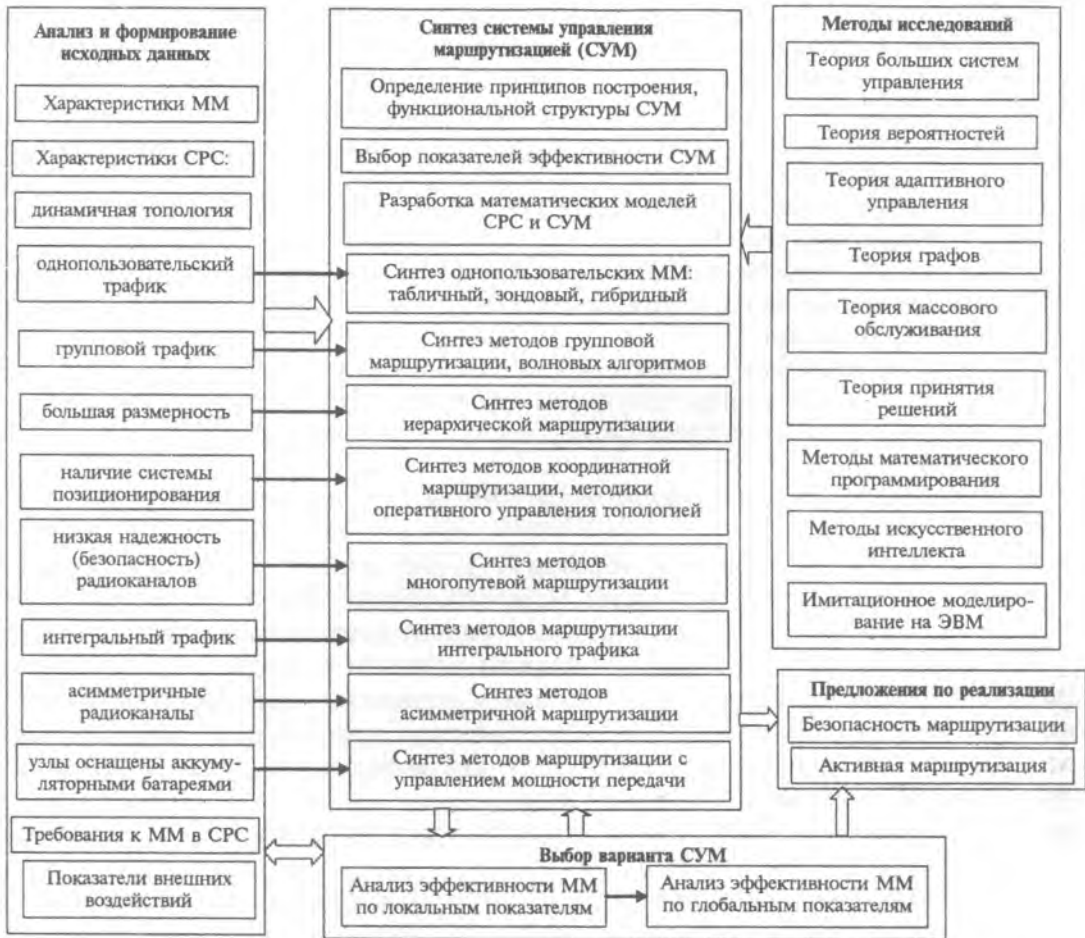 Анализ и формирование
исходных данных
Характеристики ММ
Характеристики СРС:
динамичная топология
однопользовательский
трафик
групповой трафик
большая размерность
наличие системы
позиционирования
низкая надежность
(безопасность)
радиоканалов
интегральный трафик
асимметричные
радиоканалы
узлы оснащены аккуму-
ляторными батареями
Требования к ММ в СРС
Показатели внешних
воздействий
Синтез системы управления
маршрутизацией (СУМ)
Определение принципов построения,
функциональной структуры СУМ
Выбор показателей эффективности СУМ
Разработка математических моделей
СРС и СУМ
Синтез однопользовательских ММ:
табличный, зондовый, гибридный
Синтез методов групповой
маршрутизации, волновых алгоритмов
Синтез методов
иерархической маршрутизации
Синтез методов координатной
маршрутизации, методики
оперативного управления топологией
Синтез методов
многопутевой маршрутизации
Синтез методов маршрутизации
интегрального трафика
Синтез методов
асимметричной маршрутизации
Синтез методов маршрутизации с
управлением мощности передачи
Выбор варианта СУМ
Анализ эффективности ММ
по локальным показателям
Анализ эффективности ММ
по глобальным показателям
Методы исследований
Теория больших систем
управления
Теория вероятностей
Теория адаптивного
управления
Теория графов
Теория массового
обслуживания
Теория принятия
решений
Методы математического
программирования
Методы искусственного
интеллекта
Имитационное моделиро-
вание на ЭВМ
Предложения по реализации
Безопасность маршрутизации
Активная маршрутизация